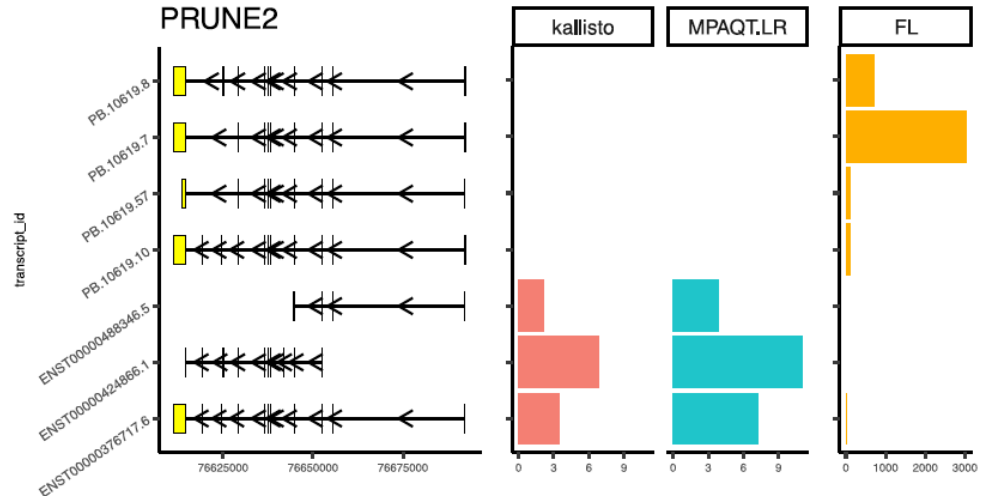 PRUNE2
kallisto MPAQT.LR FL
transcript_id
PB.10619.8
PB.10619.7
PB.10619.57
PB.10619.10
ENST00000488346.5
ENST00000424866.1
ENST00000376717.6
76625000 76650000 76675000
0 3 6 9
0 3 6 9
0 1000 2000 3000